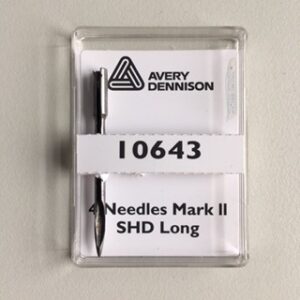 AVERY
DENNISON
10643
4 Needles Mark II
SHD Long